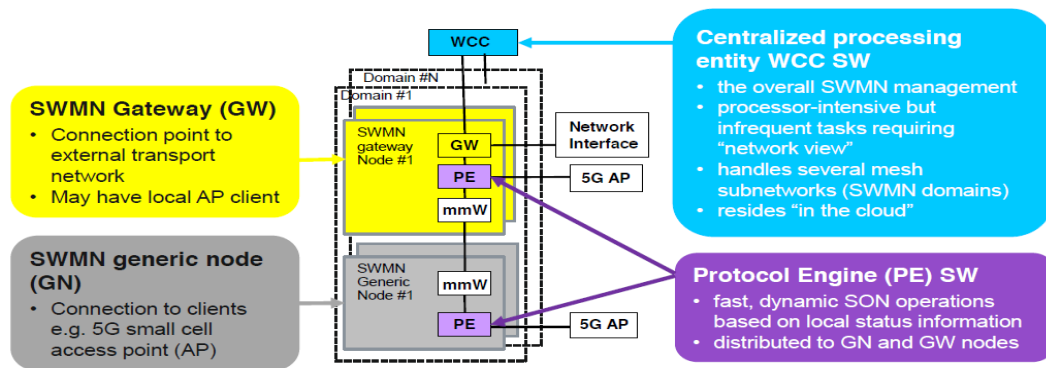 WCC
Domain #N
Domain #1
SWMN Gateway (GW)
• Connection point to
external transport
network
• May have local AP client
SWMN generic node
(GN)
• Connection to clients
e.g. 5G small cell
access point (AP)
SWMN
gateway
Node #1
GW
PE
mmW
Network
Interface
5G AP
SWMN
Generic
Node #1
mmW
PE
5G AP
Centralized processing
entity WCC SW
• the overall SWMN management
• processor-intensive but
infrequent tasks requiring
“network view”
• handles several mesh
subnetworks (SWMN domains)
• resides “in the cloud”
Protocol Engine (PE) SW
• fast, dynamic SON operations
based on local status information
• distributed to GN and GW nodes